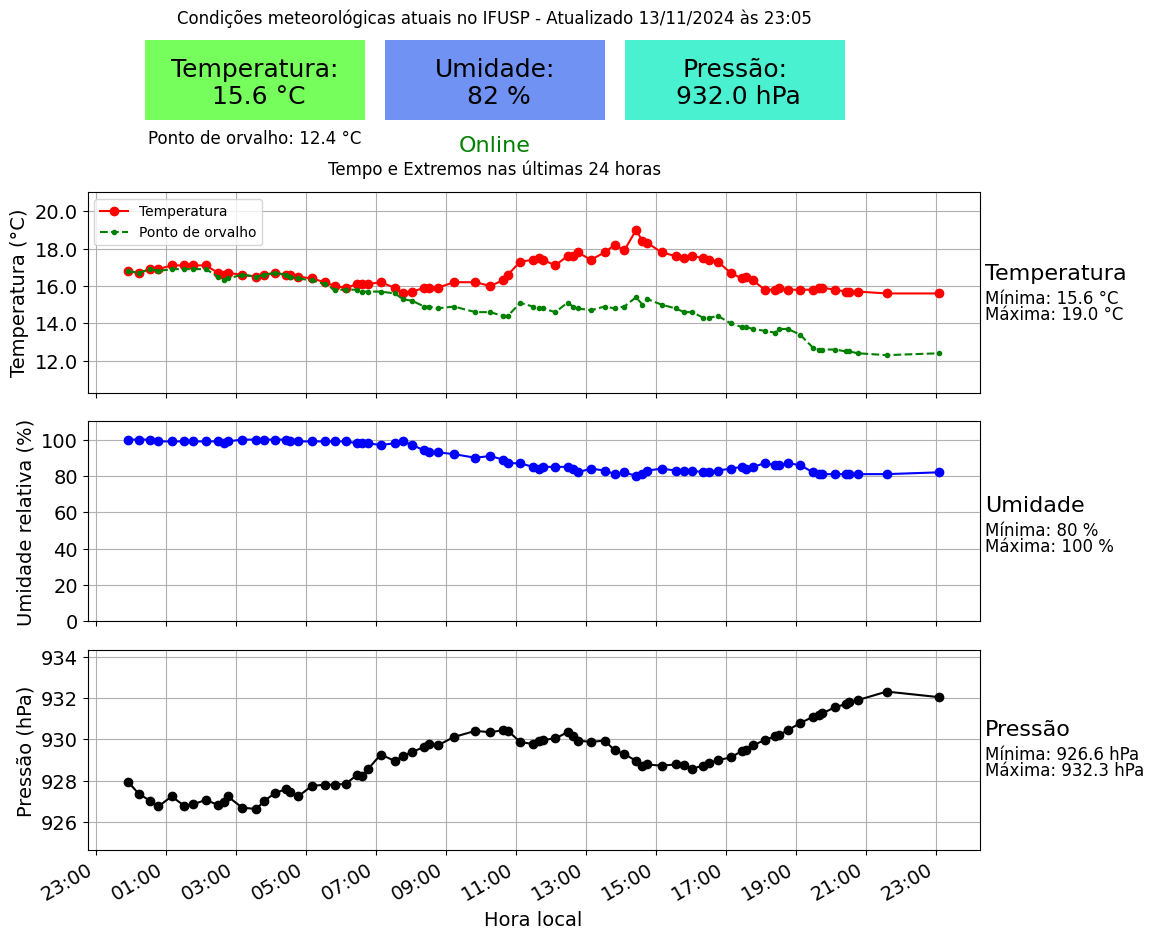 Condições meteorológicas atuais no IFUSP - Atualizado 13/11/2024 às 23:05
Temperatura:
15.6 °C
Umidade:
82 %
Pressão:
932.0 hPa
Ponto de orvalho: 12.4 °C
Online
Tempo e Extremos nas últimas 24 horas
Temperatura (°C)
20.0
18.0
16.0
14.0
12.0
Temperatura
Ponto de orvalho
Temperatura
Mínima: 15.6 °C
Máxima: 19.0 °C
Umidade relativa (%)
100
80
60
40
20
0
Umidade
Mínima: 80 %
Máxima: 100 %
Pressão (hPa)
934
932
930
928
926
Pressão
Mínima: 926.6 hPa
Máxima: 932.3 hPa
23:00 01:00 03:00 05:00 07:00 09:00 11:00 13:00 15:00 17:00 19:00 21:00 23:00
Hora local